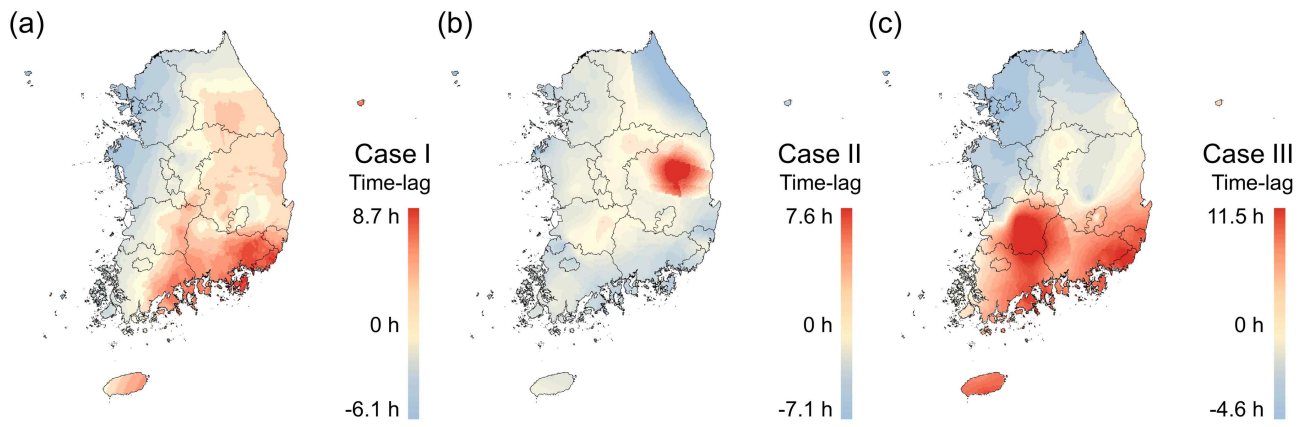 (a)
Case I
Time-lag
8.7 h
0 h
-6.1 h
(b)
Case II
Time-lag
7.6 h
0 h
-7.1 h
(c)
Case III
Time-lag
11.5 h
0 h
-4.6 h